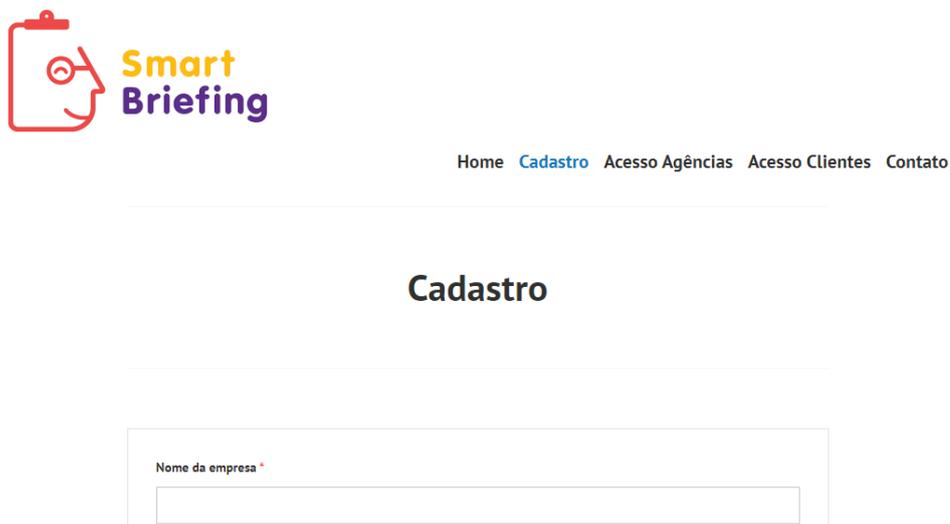 Smart
Briefing
Home Cadastro Acesso Agências Acesso Clientes Contato
Cadastro
Nome da empresa *